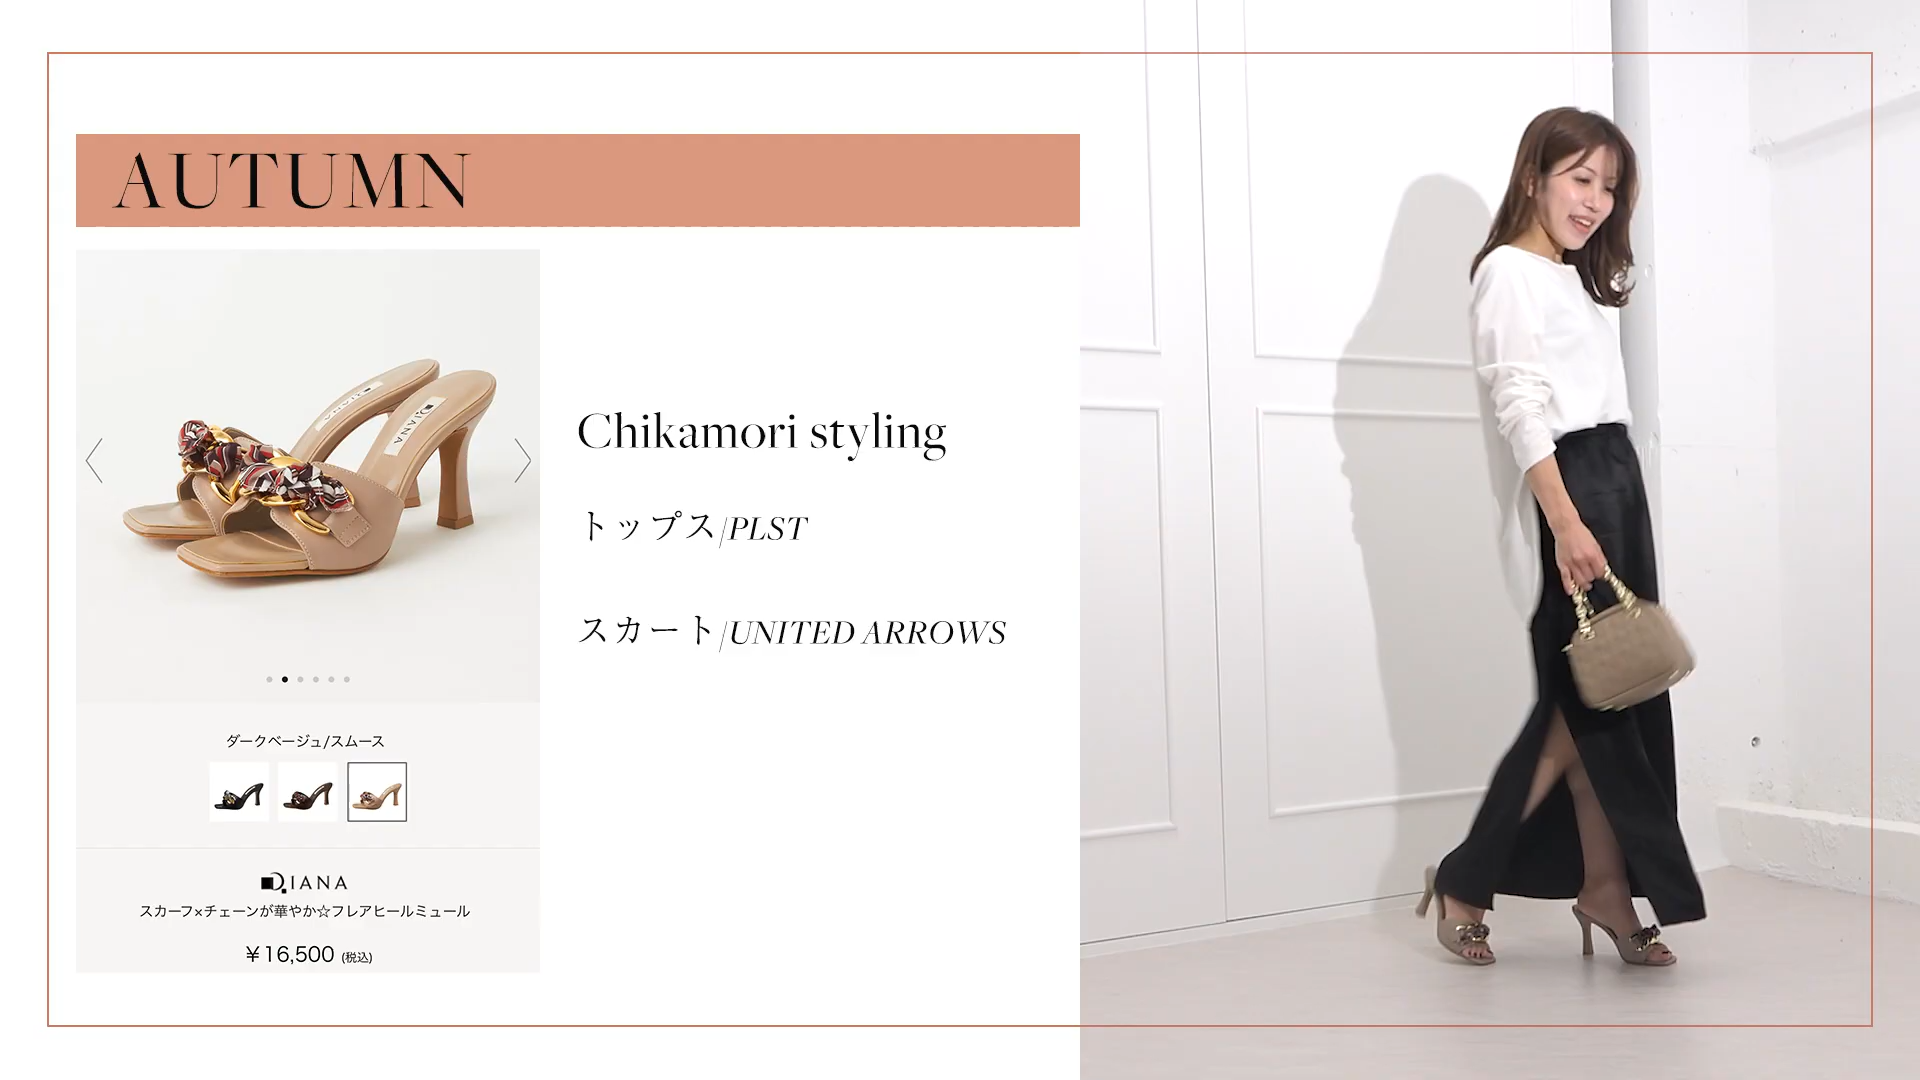 AUTUMN
DIANA
DIANA
Chikamori styling
トップス/PLST
スカート/UNITED ARROWS
ダークベージュ/スムース
DIANA
スカーフ×チェーンが華やか☆フレアヒールミュール
¥16,500 (税込)